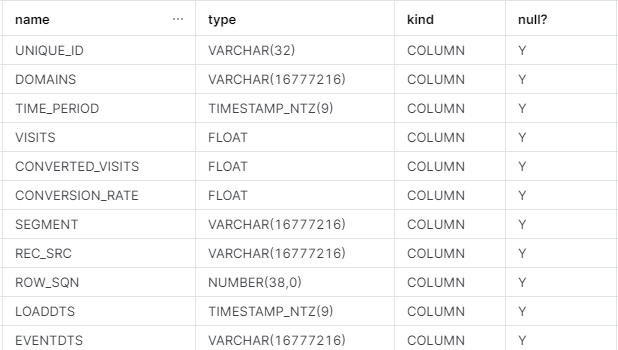 name ... type kind null?
UNIQUE_ID VARCHAR(32) COLUMN Y
DOMAINS VARCHAR(16777216) COLUMN Y
TIME_PERIOD TIMESTAMP_NTZ(9) COLUMN Y
VISITS FLOAT COLUMN Y
CONVERTED_VISITS FLOAT COLUMN Y
CONVERSION_RATE FLOAT COLUMN Y
SEGMENT VARCHAR(16777216) COLUMN Y
REC_SRC VARCHAR(16777216) COLUMN Y
ROW_SQN NUMBER(38,0) COLUMN Y
LOADDTS TIMESTAMP_NTZ(9) COLUMN Y
EVENTDTS VARCHAR(16777216) COLUMN Y